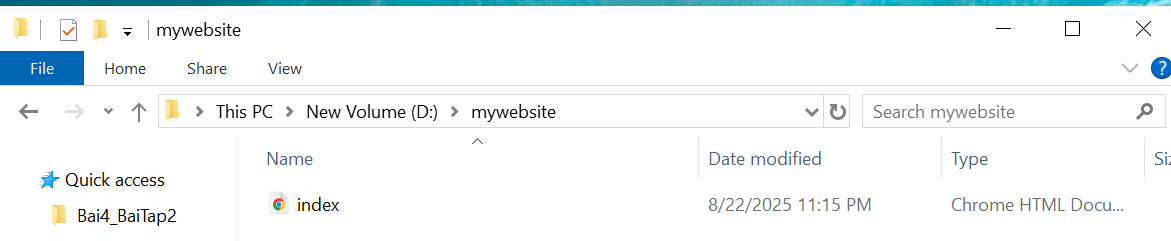 mywebsite
File Home Share View
This PC New Volume (D:) mywebsite Search mywebsite
Name Date modified Type Siz
Quick access
index 8/22/2025 11:15 PM Chrome HTML Docu...
Bai4_BaiTap2